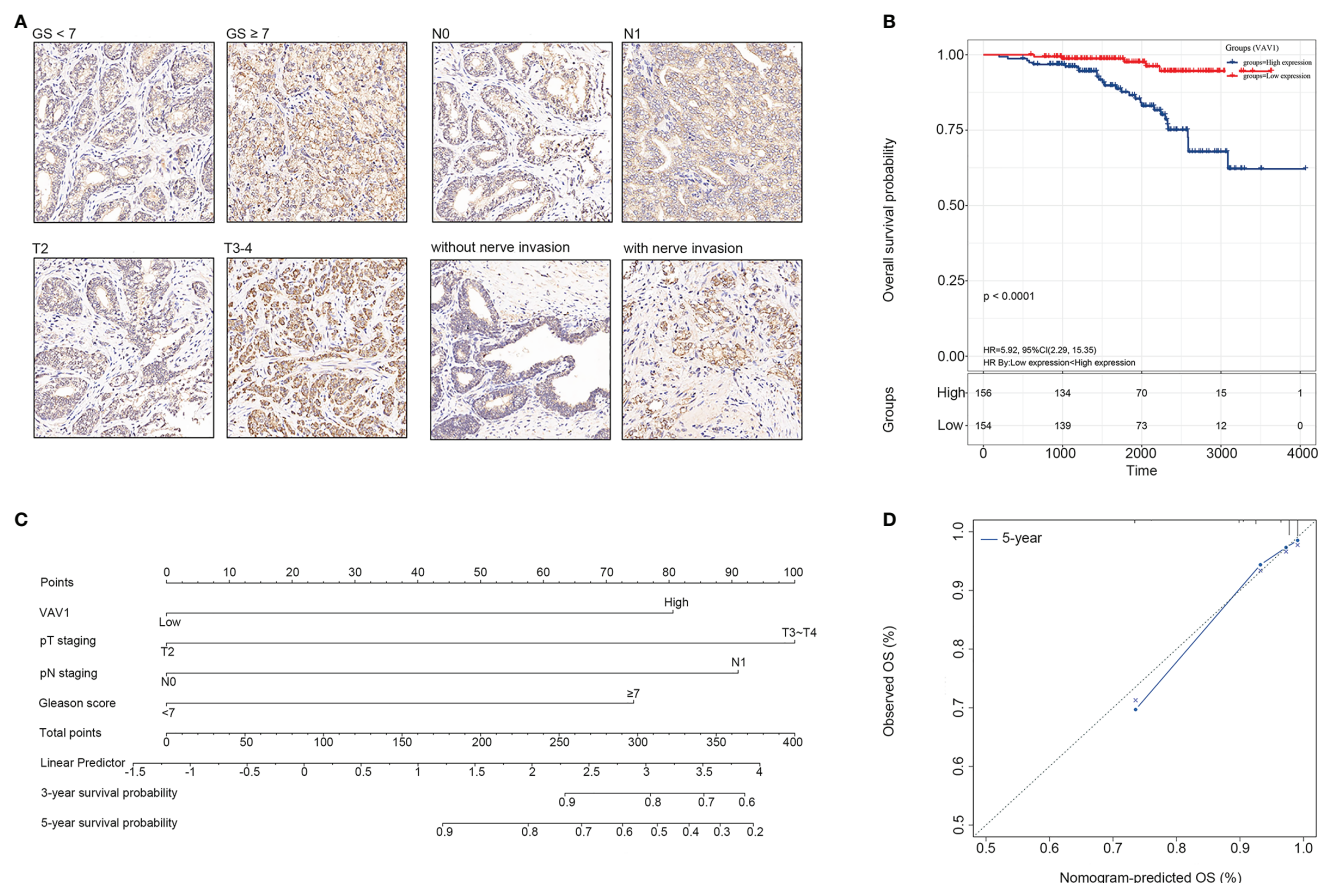 A
GS < 7
GS ≥ 7
N0
N1
T2
T3-4
without nerve invasion
with nerve invasion
B
Overall survival probability
1.00
0.75
0.50
0.25
0.00
Groups (VAV1)
groups=High expression
groups=Low expression
p < 0.0001
HR=5.92, 95%CI(2.29, 15.35)
HR By:Low expression<High expression
Groups
High 156 134 70 15 1
Low 154 139 73 12 0
0 1000 2000 3000 4000
Time
C
Points 0 10 20 30 40 50 60 70 80 90 100
VAV1
High
Low
pT staging
T3~T4
T2
pN staging
N1
N0
Gleason score
≥7
<7
Total points 0 50 100 150 200 250 300 350 400
Linear Predictor -1.5 -1 -0.5 0 0.5 1 1.5 2 2.5 3 3.5 4
3-year survival probability
0.9 0.8 0.7 0.6
5-year survival probability
0.9 0.8 0.7 0.6 0.5 0.4 0.3 0.2
D
5-year
Observed OS (%)
1.0
0.9
0.8
0.7
0.6
0.5
0.5 0.6 0.7 0.8 0.9 1.0
Nomogram-predicted OS (%)